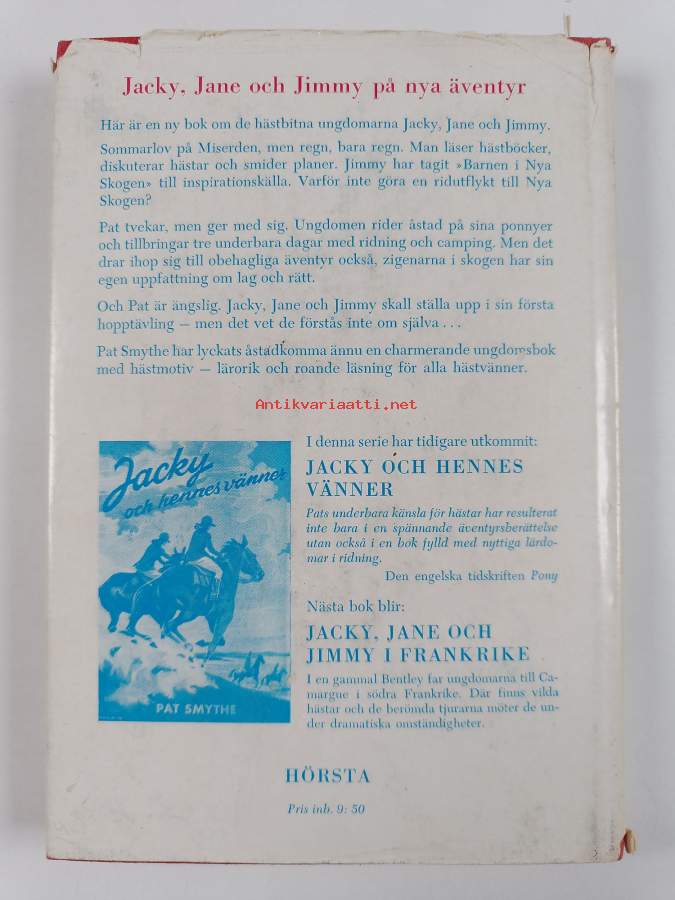 Jacky, Jane och Jimmy på nya äventyr
Här är en ny bok om de hästbitna ungdomarna Jacky, Jane och Jimmy.
Sommarlov på Miserden, men regn, bara regn. Man läser hästböcker,
diskuterar hästar och smider planer. Jimmy har tagit »Barnen i Nya
Skogen» till inspirationskälla. Varför inte göra en ridutflykt till Nya
Skogen?
Pat tvekar, men ger med sig. Ungdomen rider åstad på sina ponnyer
och tillbringar tre underbara dagar med ridning och camping. Men det
drar ihop sig till obehagliga äventyr också, zigenarna i skogen har sin
egen uppfattning om lag och rätt.
Och Pat är ängslig. Jacky, Jane och Jimmy skall ställa upp i sin första
hopptävling — men det vet de förstås inte om själva . . .
Pat Smythe har lyckats åstadkomma ännu en charmerande ungdomsbok
med hästmotiv — lärorik och roande läsning för alla hästvänner.
Antikvariaatti.net
Jacky
och hennes vänner
PAT SMYTHE
I denna serie har tidigare utkommit:
JACKY OCH HENNES
VÄNNER
Pats underbara känsla för hästar har resulterat
inte bara i en spännande äventyrsberättelse
utan också i en bok fylld med nyttiga lärdo-
mar i ridning.
Den engelska tidskriften Pony
Nästa bok blir:
JACKY, JANE OCH
JIMMY I FRANKRIKE
I en gammal Bentley far ungdomarna till Ca-
margue i södra Frankrike. Där finns vilda
hästar och de berömda tjurarna möter de un-
der dramatiska omständigheter.
HÖRSTA
Pris inb. 9: 50